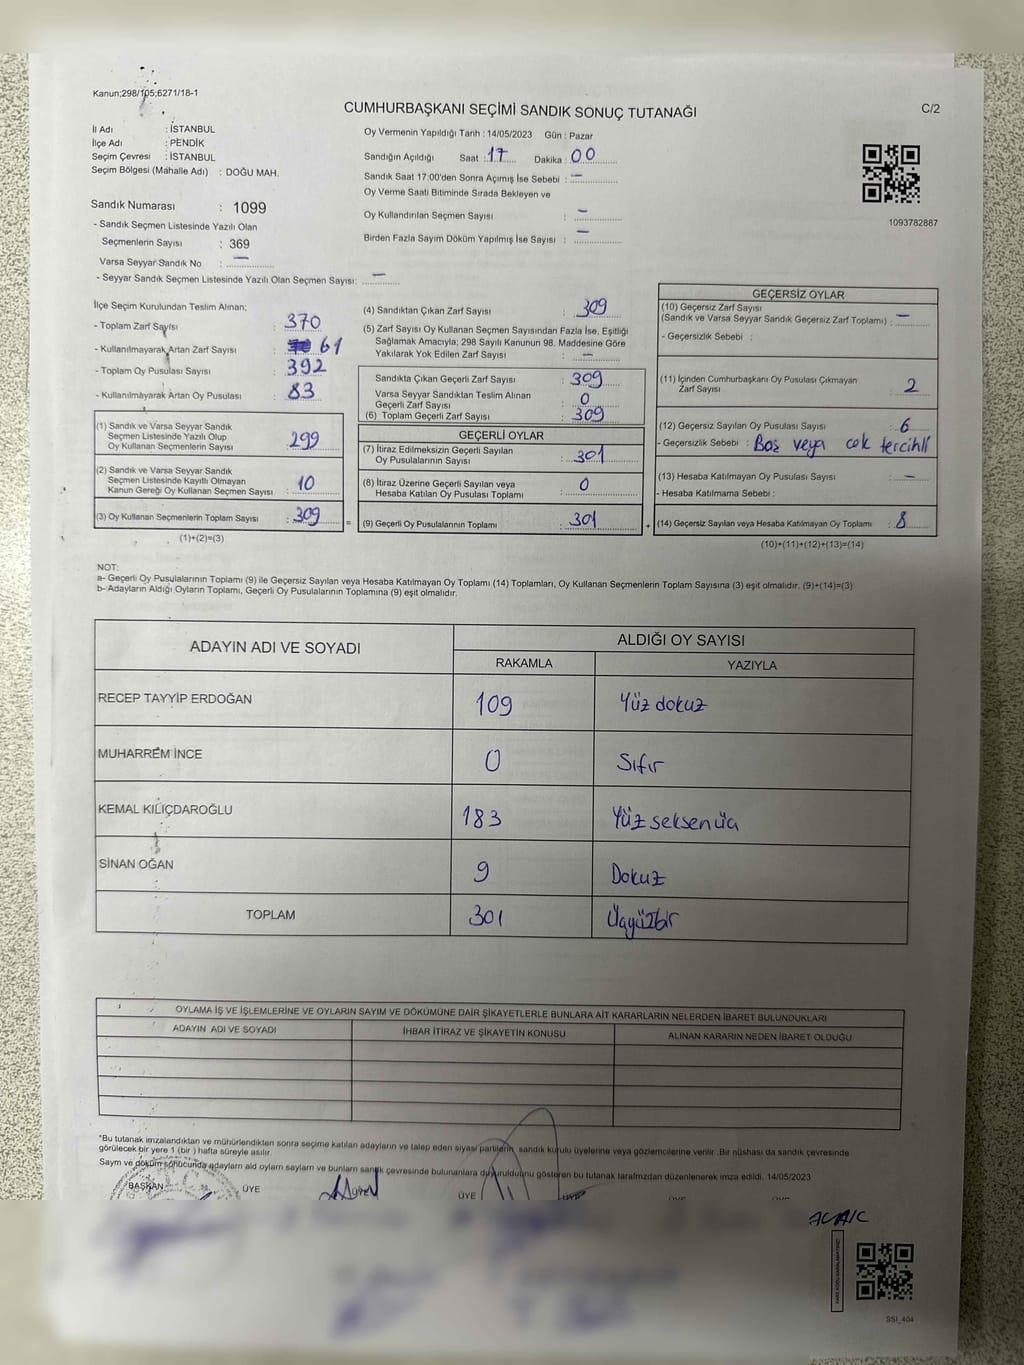 Kanun;298/105;6271/18-1
CUMHURBAŞKANI SEÇİMİ SANDIK SONUÇ TUTANAĞI
C/2
İl Adı : İSTANBUL
İlçe Adı : PENDİK
Seçim Çevresi : İSTANBUL
Seçim Bölgesi (Mahalle Adı) : DOĞU MAH.
Sandık Numarası : 1099
- Sandık Seçmen Listesinde Yazılı Olan
Seçmenlerin Sayısı : 369
Varsa Seyyar Sandık No : –
- Seyyar Sandık Seçmen Listesinde Yazılı Olan Seçmen Sayısı: –
Oy Vermenin Yapıldığı Tarih : 14/05/2023 Gün : Pazar
Sandığın Açıldığı Saat : 17 Dakika : 00
Sandık Saat 17:00'den Sonra Açımış İse Sebebi : –
Oy Verme Saati Bitiminde Sırada Bekleyen ve
Oy Kullandırılan Seçmen Sayısı : –
Birden Fazla Sayım Döküm Yapılmış İse Sayısı : –
1093782887
İlçe Seçim Kurulundan Teslim Alınan;
- Toplam Zarf Sayısı : 370
- Kullanılmayarak Artan Zarf Sayısı : 61
- Toplam Oy Pusulası Sayısı : 392
- Kullanılmayarak Artan Oy Pusulası : 83
(1) Sandık ve Varsa Seyyar Sandık
Seçmen Listesinde Yazılı Olup
Oy Kullanan Seçmenlerin Sayısı : 299
(2) Sandık ve Varsa Seyyar Sandık
Seçmen Listesinde Kayıtlı Olmayan
Kanun Gereği Oy Kullanan Seçmen Sayısı : 10
(3) Oy Kullanan Seçmenlerin Toplam Sayısı : 309
(1)+(2)=(3)
(4) Sandıktan Çıkan Zarf Sayısı : 309
(5) Zarf Sayısı Oy Kullanan Seçmen Sayısından Fazla İse, Eşitliği
Sağlamak Amacıyla; 298 Sayılı Kanunun 98. Maddesine Göre
Yakılarak Yok Edilen Zarf Sayısı : –
Sandıkta Çıkan Geçerli Zarf Sayısı : 309
Varsa Seyyar Sandıktan Teslim Alınan
Geçerli Zarf Sayısı : 0
(6) Toplam Geçerli Zarf Sayısı : 309
GEÇERLİ OYLAR
(7) İtiraz Edilmeksizin Geçerli Sayılan
Oy Pusulalarının Sayısı : 301
(8) İtiraz Üzerine Geçerli Sayılan veya
Hesaba Katılan Oy Pusulası Toplamı : 0
= (9) Geçerli Oy Pusulalarının Toplamı : 301
GEÇERSİZ OYLAR
(10) Geçersiz Zarf Sayısı
(Sandık ve Varsa Seyyar Sandık Geçersiz Zarf Toplamı) : –
- Geçersizlik Sebebi :
(11) İçinden Cumhurbaşkanı Oy Pusulası Çıkmayan
Zarf Sayısı : 2
(12) Geçersiz Sayılan Oy Pusulası Sayısı : 6
- Geçersizlik Sebebi : Boş veya çok tercihli
(13) Hesaba Katılmayan Oy Pusulası Sayısı : –
- Hesaba Katılmama Sebebi :
+ (14) Geçersiz Sayılan veya Hesaba Katılmayan Oy Toplamı : 8
(10)+(11)+(12)+(13)=(14)
NOT:
a- Geçerli Oy Pusulalarının Toplamı (9) ile Geçersiz Sayılan veya Hesaba Katılmayan Oy Toplamı (14) Toplamları, Oy Kullanan Seçmenlerin Toplam Sayısına (3) eşit olmalıdır. (9)+(14)=(3)
b- Adayların Aldığı Oyların Toplamı, Geçerli Oy Pusulalarının Toplamına (9) eşit olmalıdır.
ADAYIN ADI VE SOYADI ALDIĞI OY SAYISI
RAKAMLA YAZIYLA
RECEP TAYYİP ERDOĞAN 109 Yüz dokuz
MUHARREM İNCE 0 Sıfır
KEMAL KILIÇDAROĞLU 183 Yüz seksen üç
SİNAN OĞAN 9 Dokuz
TOPLAM 301 Üçyüzbir
OYLAMA İŞ VE İŞLEMLERİNE VE OYLARIN SAYIM VE DÖKÜMÜNE DAİR ŞİKAYETLERLE BUNLARA AİT KARARLARIN NELERDEN İBARET BULUNDUKLARI
ADAYIN ADI VE SOYADI İHBAR İTİRAZ VE ŞİKAYETİN KONUSU ALINAN KARARIN NEDEN İBARET OLDUĞU
*Bu tutanak imzalandıktan ve mühürlendikten sonra seçime katılan adayların ve talep eden siyasi partilerin, sandık kurulu üyelerine veya gözlemcilerine verilir .Bir nüshası da sandık çevresinde
görülecek bir yere 1 (bir ) hafta süreyle asılır.
Sayım ve döküm sonucunda adayların ald oyların sayların ve bunların sandık çevresinde bulunanlara duyurulduğunu gösteren bu tutanak tarafımzdan düzenlenerek imza edildi. 14/05/2023
BAŞKAN ÜYE ÜYE
SSI_404